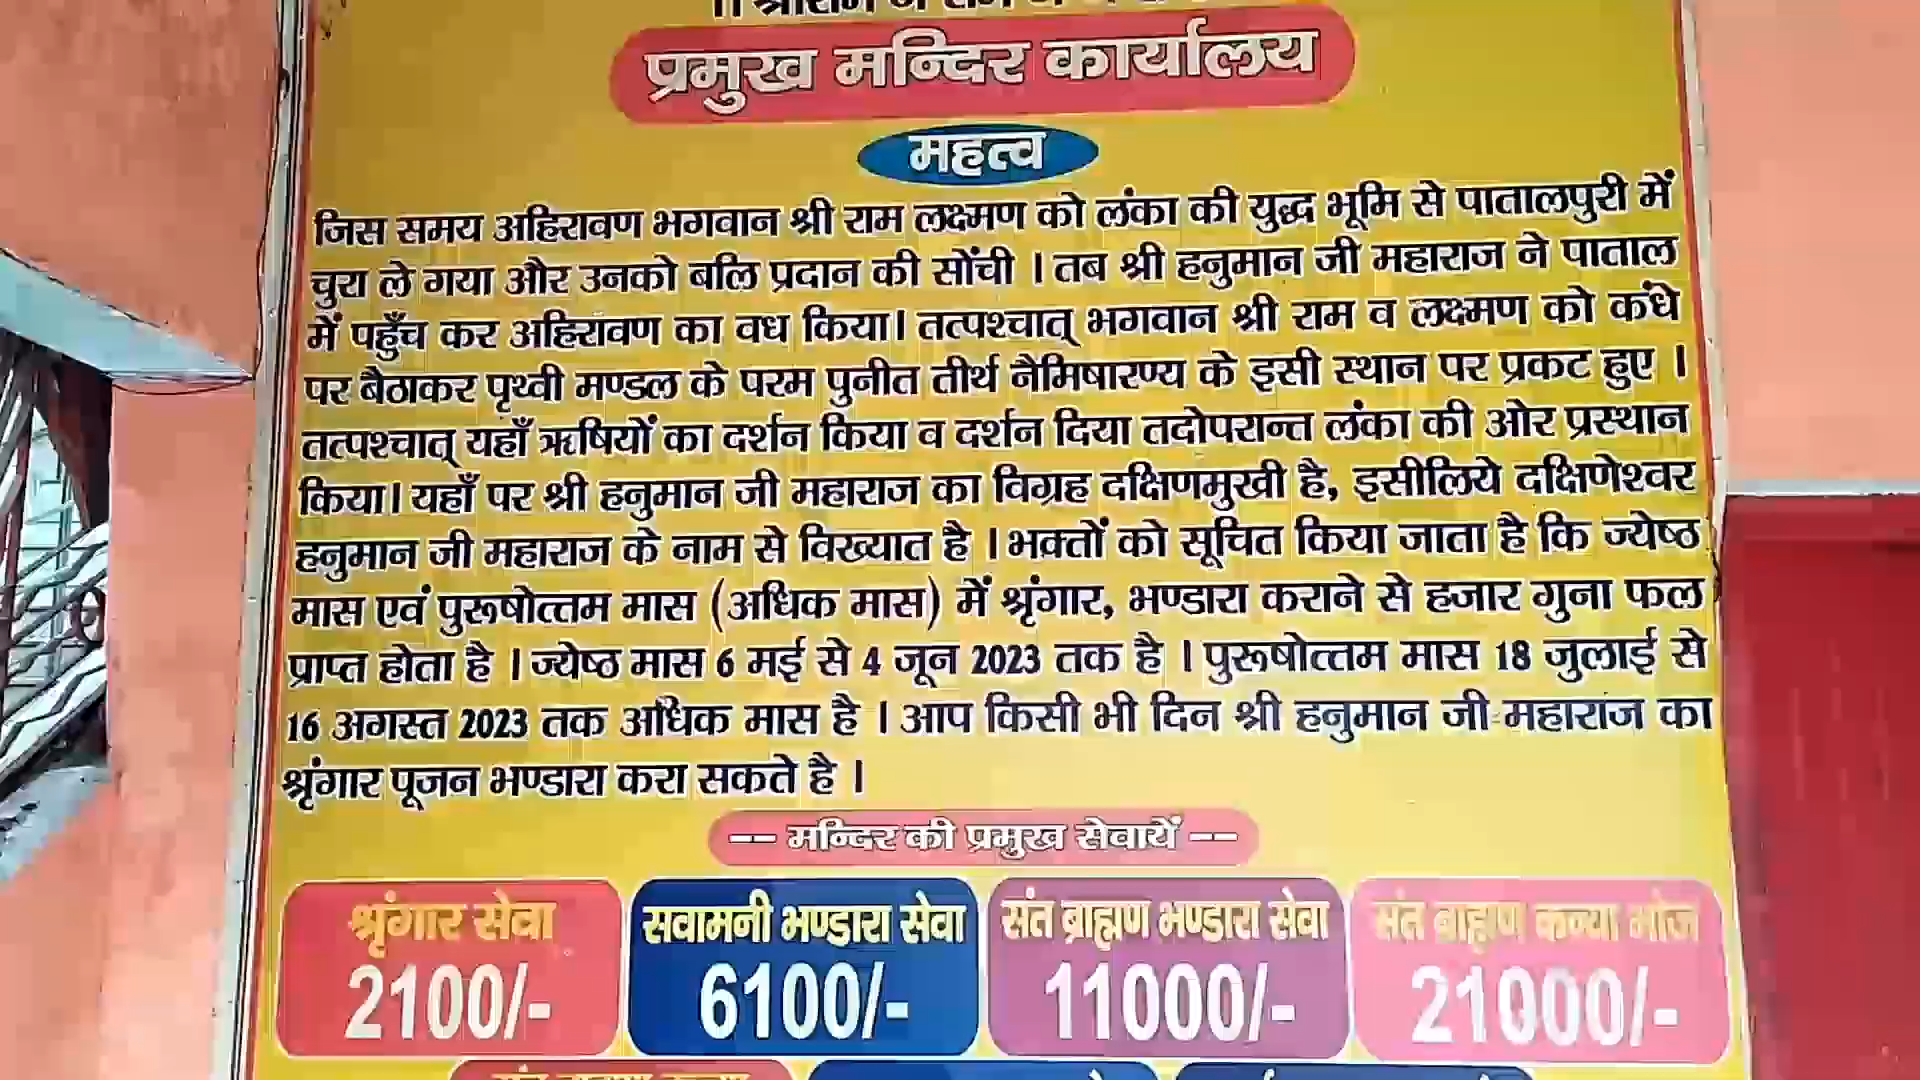 प्रमुख मन्दिर कार्यालय
महत्व
जिस समय अहिरावण भगवान श्री राम लक्ष्मण को लंका की युद्ध भूमि से पातालपुरी में
चुरा ले गया और उनको बलि प्रदान की सोंची । तब श्री हनुमान जी महाराज ने पाताल
में पहुँच कर अहिरावण का वध किया। तत्पश्चात् भगवान श्री राम व लक्ष्मण को कंधे
पर बैठाकर पृथ्वी मण्डल के परम पुनीत तीर्थ नैमिषारण्य के इसी स्थान पर प्रकट हुए ।
तत्पश्चात् यहाँ ऋषियों का दर्शन किया व दर्शन दिया तदोपरान्त लंका की ओर प्रस्थान
किया। यहाँ पर श्री हनुमान जी महाराज का विग्रह दक्षिणमुखी है, इसीलिये दक्षिणेश्वर
हनुमान जी महाराज के नाम से विख्यात है । भक्तों को सूचित किया जाता है कि ज्येष्ठ
मास एवं पुरूषोत्तम मास (अधिक मास) में श्रृंगार, भण्डारा कराने से हजार गुना फल
प्राप्त होता है । ज्येष्ठ मास 6 मई से 4 जून 2023 तक है । पुरूषोत्तम मास 18 जुलाई से
16 अगस्त 2023 तक अधिक मास है । आप किसी भी दिन श्री हनुमान जी महाराज का
श्रृंगार पूजन भण्डारा करा सकते है ।
-- मन्दिर की प्रमुख सेवायें --
श्रृंगार सेवा
2100/-
सवामनी भण्डारा सेवा
6100/-
संत ब्राह्मण भण्डारा सेवा
11000/-
संत ब्राह्मण कन्या भोज
21000/-